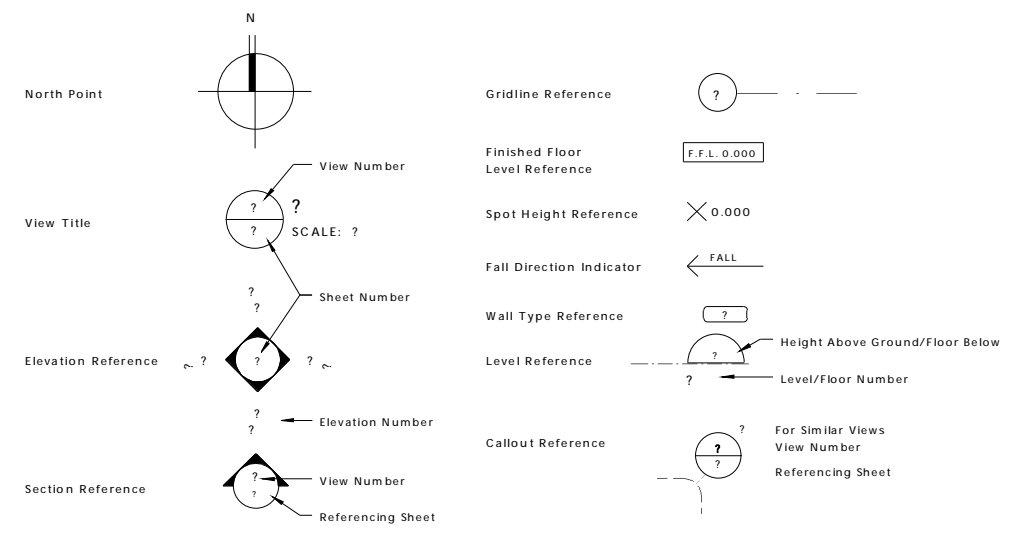 N
North Point
View Number
?
?
SCALE: ?
?
View Title
Sheet Number
?
?
Elevation Reference
? ?
?
? ?
?
?
Elevation Number
?
?
Section Reference
View Number
Referencing Sheet
Gridline Reference
?
Finished Floor
Level Reference
F.F.L. 0.000
Spot Height Reference
0.000
Fall Direction Indicator
FALL
Wall Type Reference
?
Level Reference
?
Height Above Ground/Floor Below
?
Level/Floor Number
Callout Reference
?
?
?
For Similar Views
View Number
Referencing Sheet